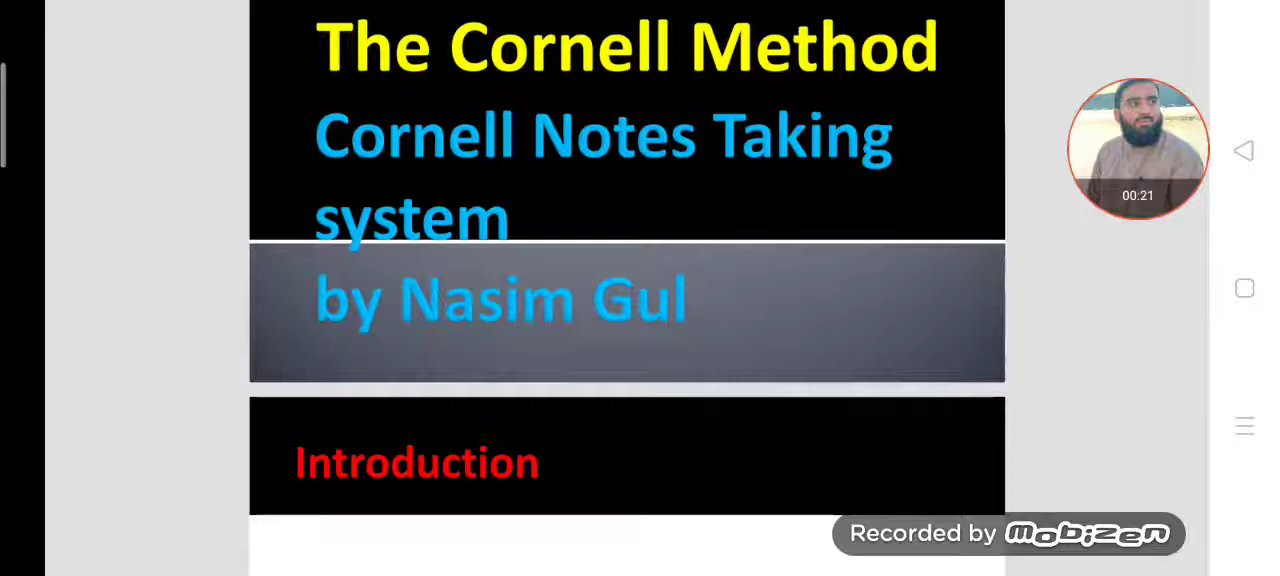 The Cornell Method
Cornell Notes Taking
system
by Nasim Gul
00:21
Introduction
Recorded by mobizen